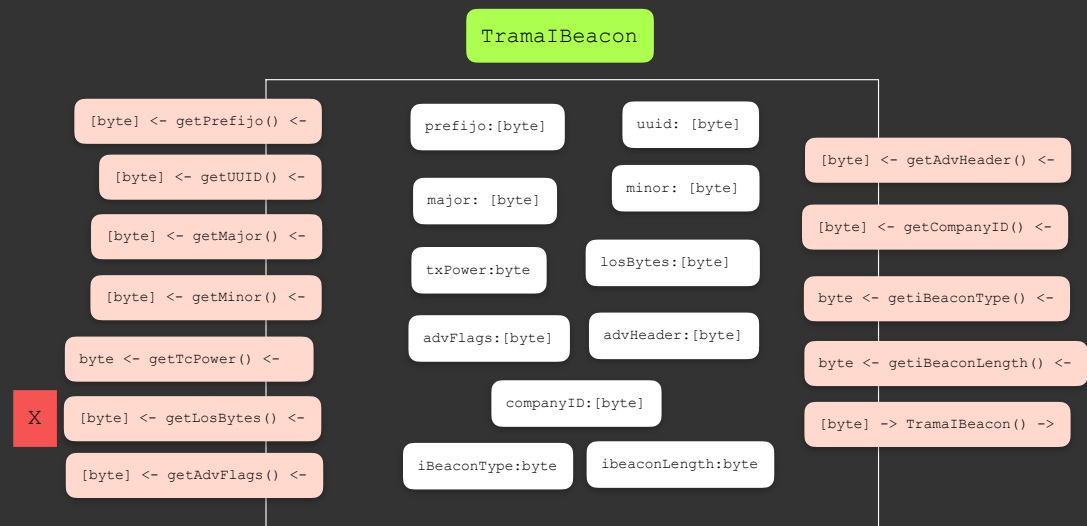 TramaIBeacon
[byte] <- getPrefijo() <-
[byte] <- getUUID() <-
[byte] <- getMajor() <-
[byte] <- getMinor() <-
byte <- getTcPower() <-
X
[byte] <- getLosBytes() <-
[byte] <- getAdvFlags() <-
prefijo:[byte]
uuid: [byte]
major: [byte]
minor: [byte]
txPower:byte
losBytes:[byte]
advFlags:[byte]
advHeader:[byte]
companyID:[byte]
iBeaconType:byte
ibeaconLength:byte
[byte] <- getAdvHeader() <-
[byte] <- getCompanyID() <-
byte <- getiBeaconType() <-
byte <- getiBeaconLength() <-
[byte] -> TramaIBeacon() ->